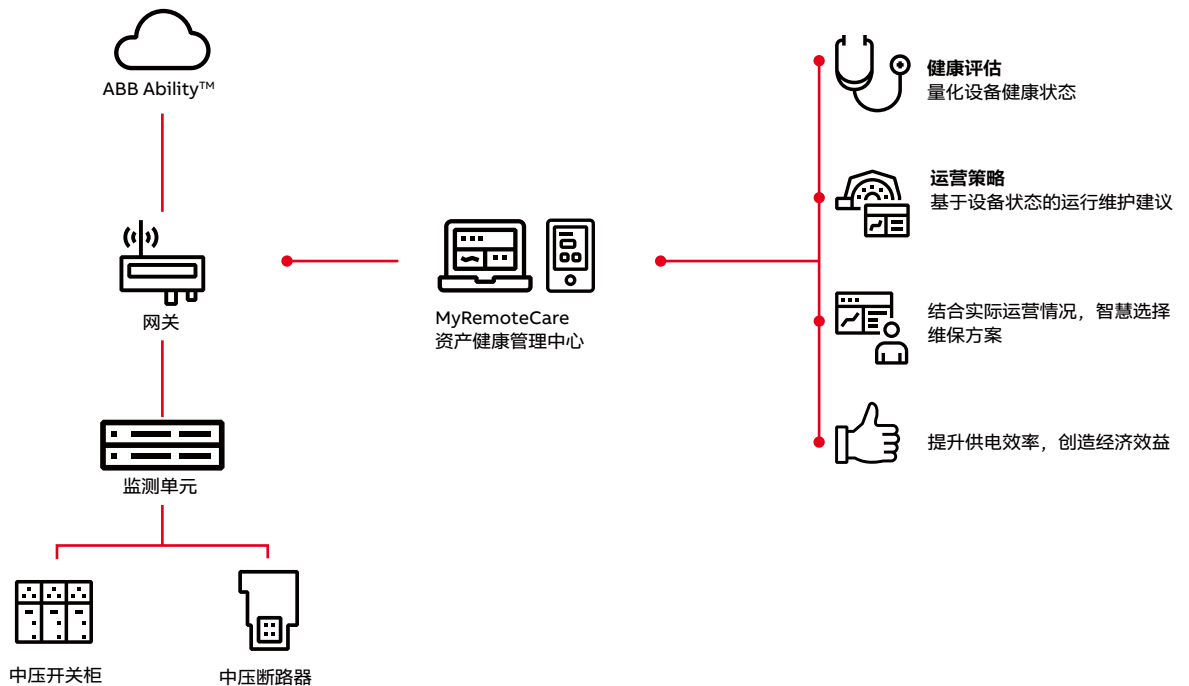 ABB Ability™
网关
监测单元
中压开关柜
中压断路器
MyRemoteCare
资产健康管理中心
健康评估
量化设备健康状态
运营策略
基于设备状态的运行维护建议
结合实际运营情况，智慧选择
维保方案
提升供电效率，创造经济效益